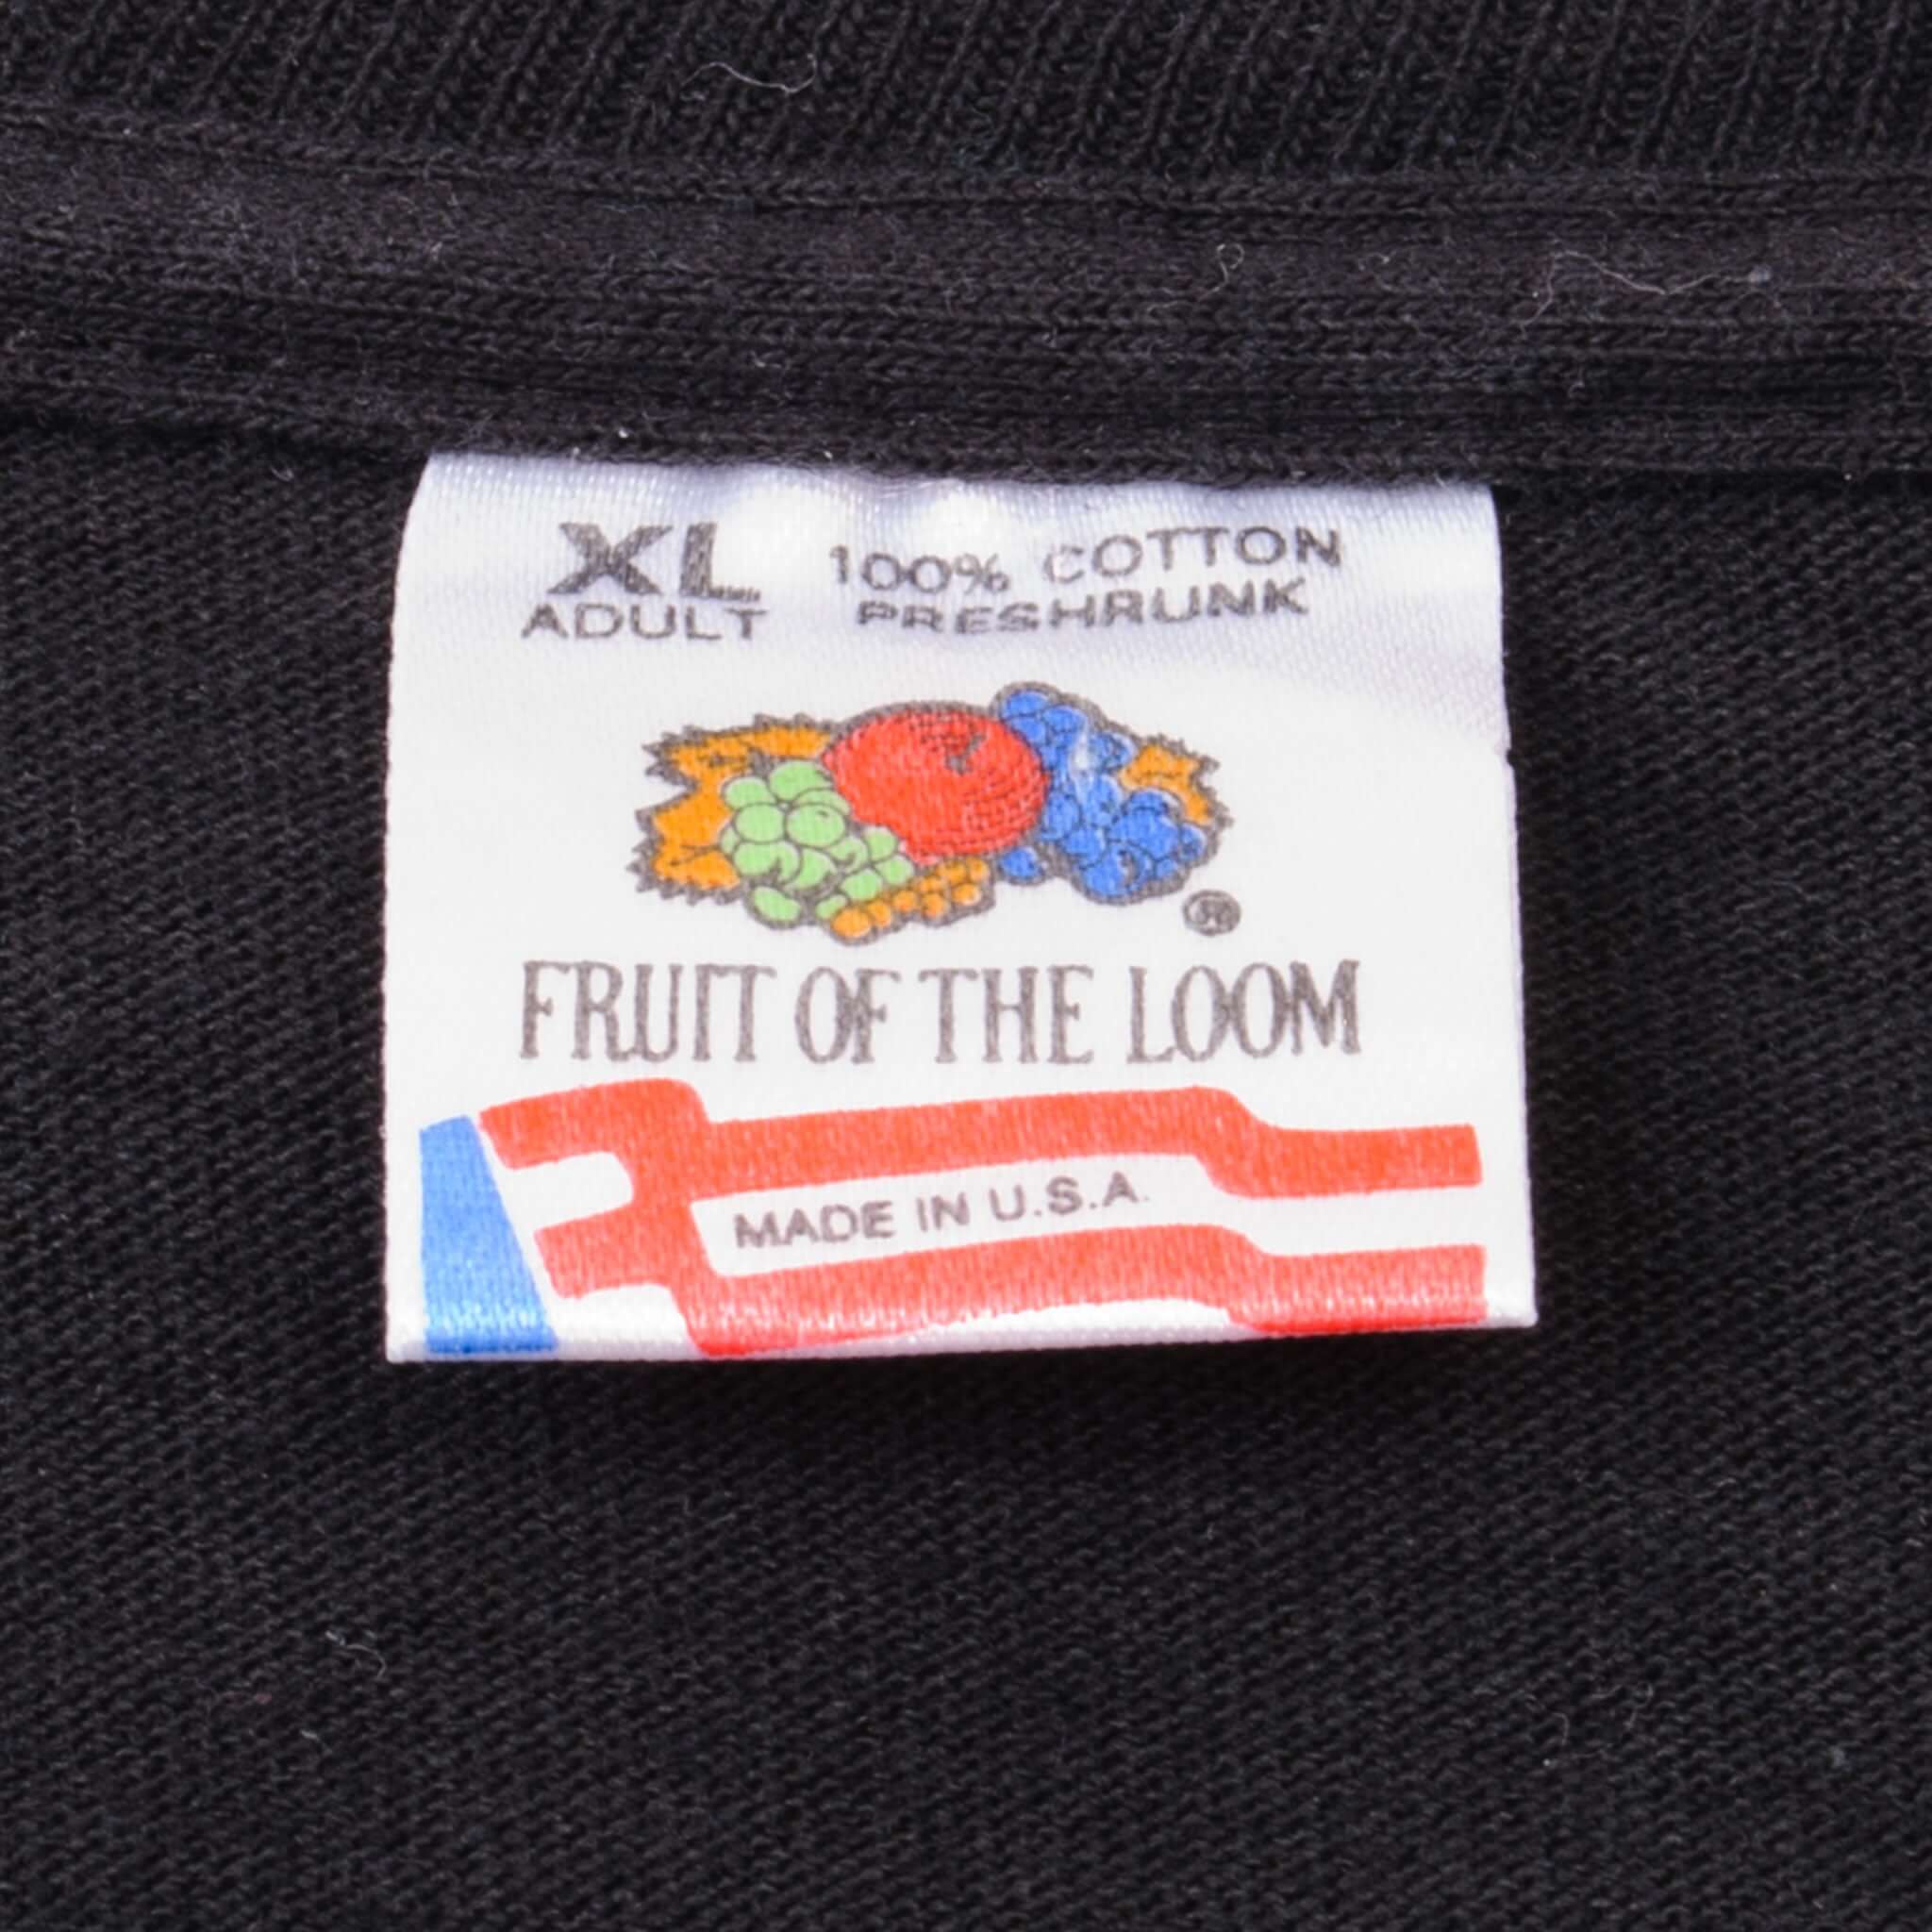 XL 100% COTTON
ADULT PRESHRUNK
®
FRUIT OF THE LOOM
MADE IN U.S.A.